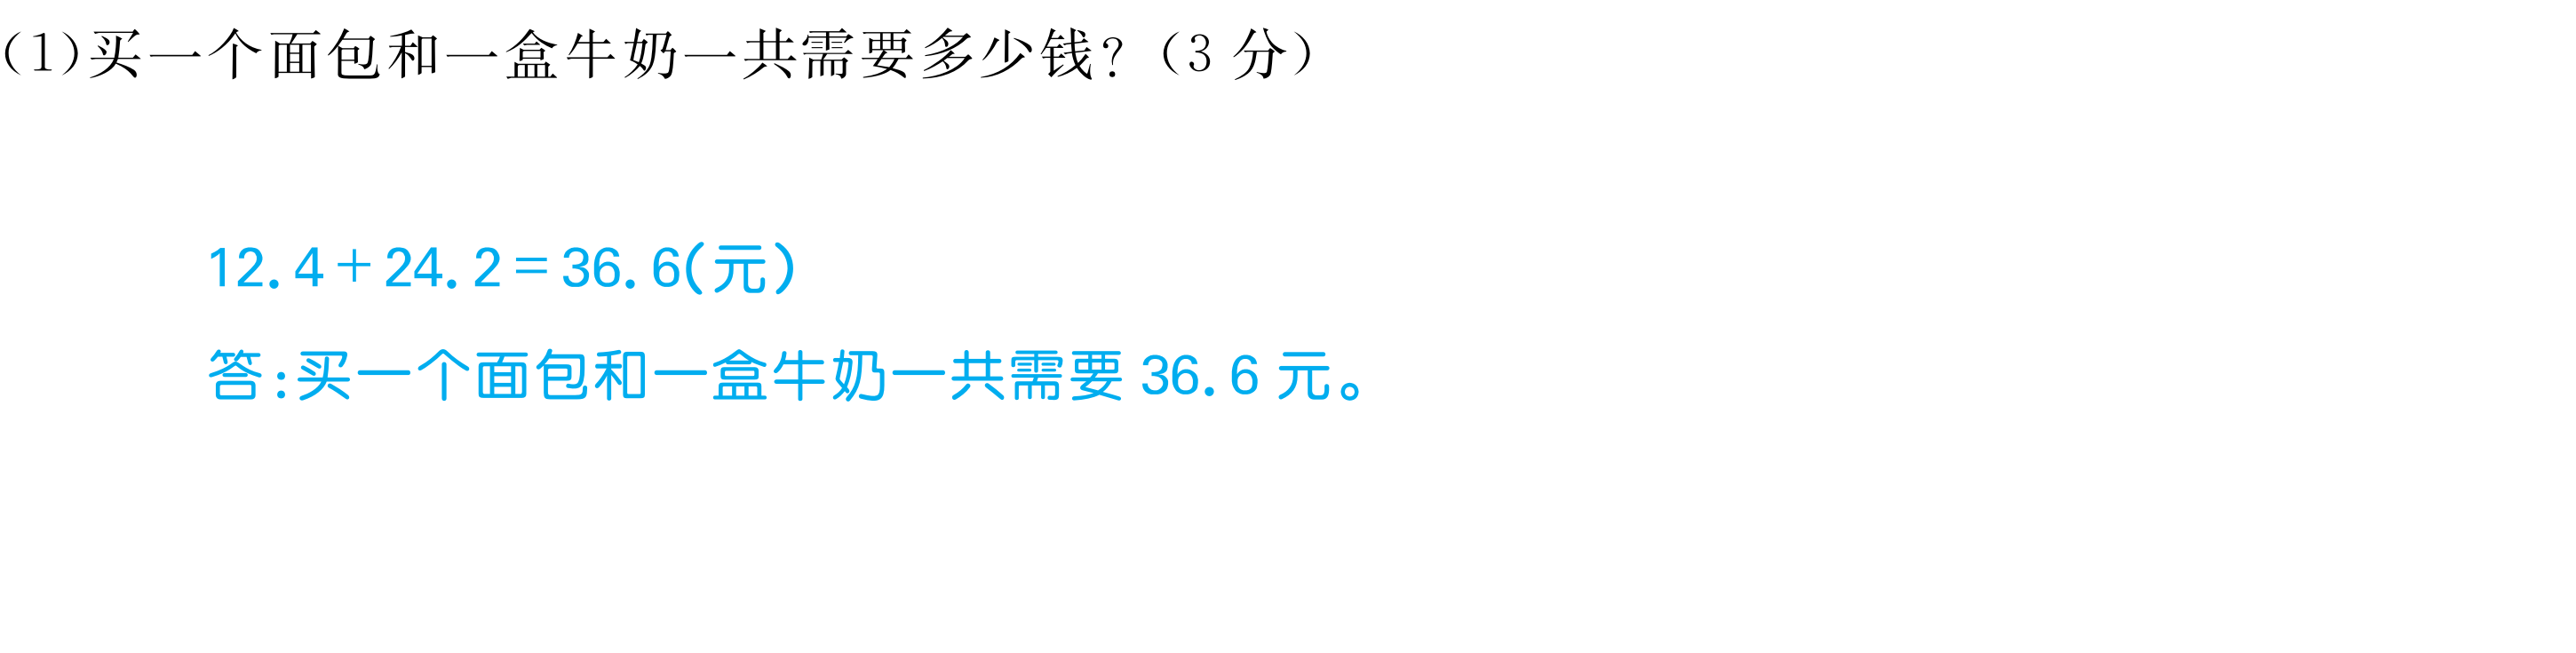 (1)买一个面包和一盒牛奶一共需要多少钱?(3 分)
12.4+24.2=36.6(元)
答:买一个面包和一盒牛奶一共需要 36.6 元。